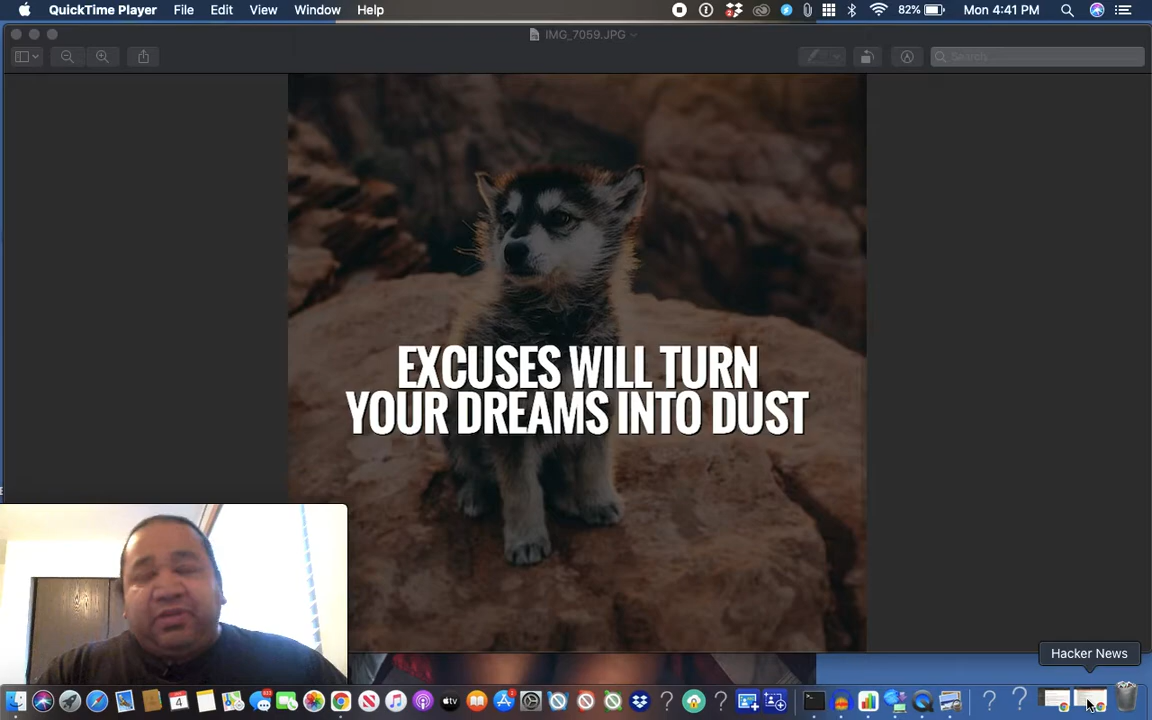 QuickTime Player File Edit View Window Help 82% Mon 4:41 PM
IMG_7059.JPG
Search
EXCUSES WILL TURN
YOUR DREAMS INTO DUST
Hacker News